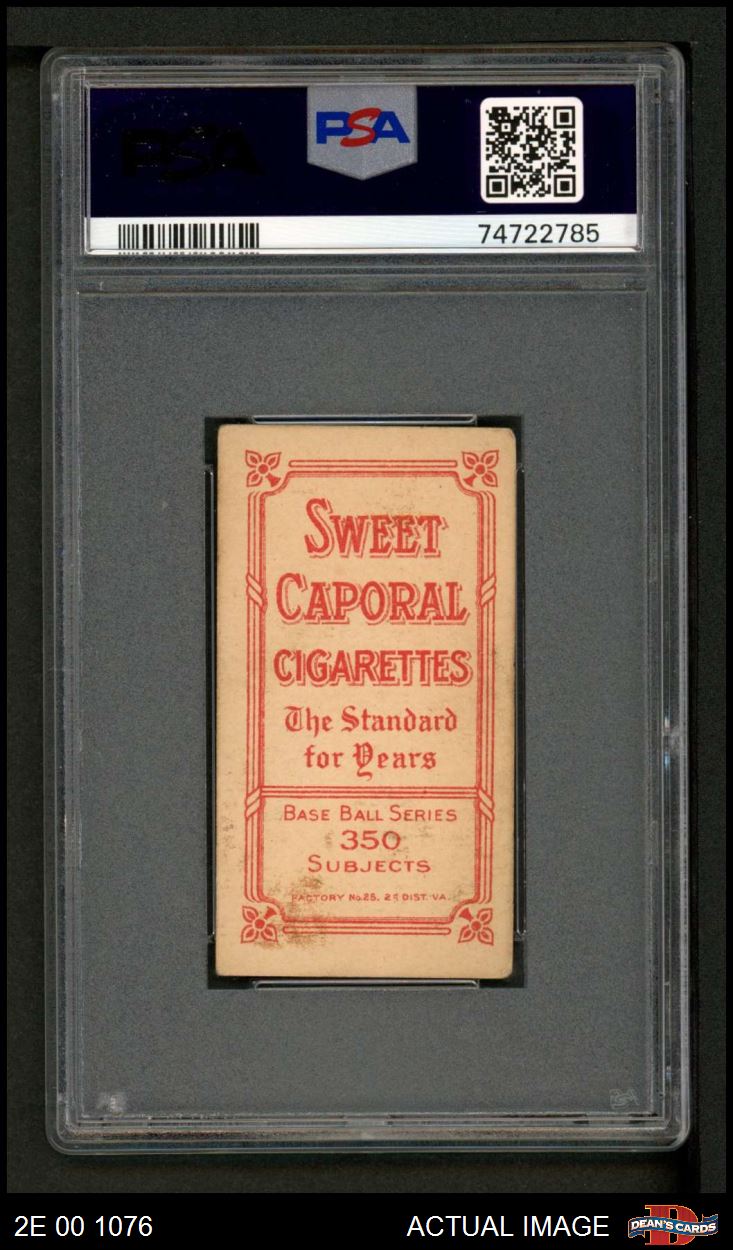 PSA
PSA
74722785
SWEET
CAPORAL
CIGARETTES
The Standard
for Years
BASE BALL SERIES
350
SUBJECTS
FACTORY No. 25, 2d DIST. VA.
2E 00 1076
ACTUAL IMAGE
DEAN'S CARDS